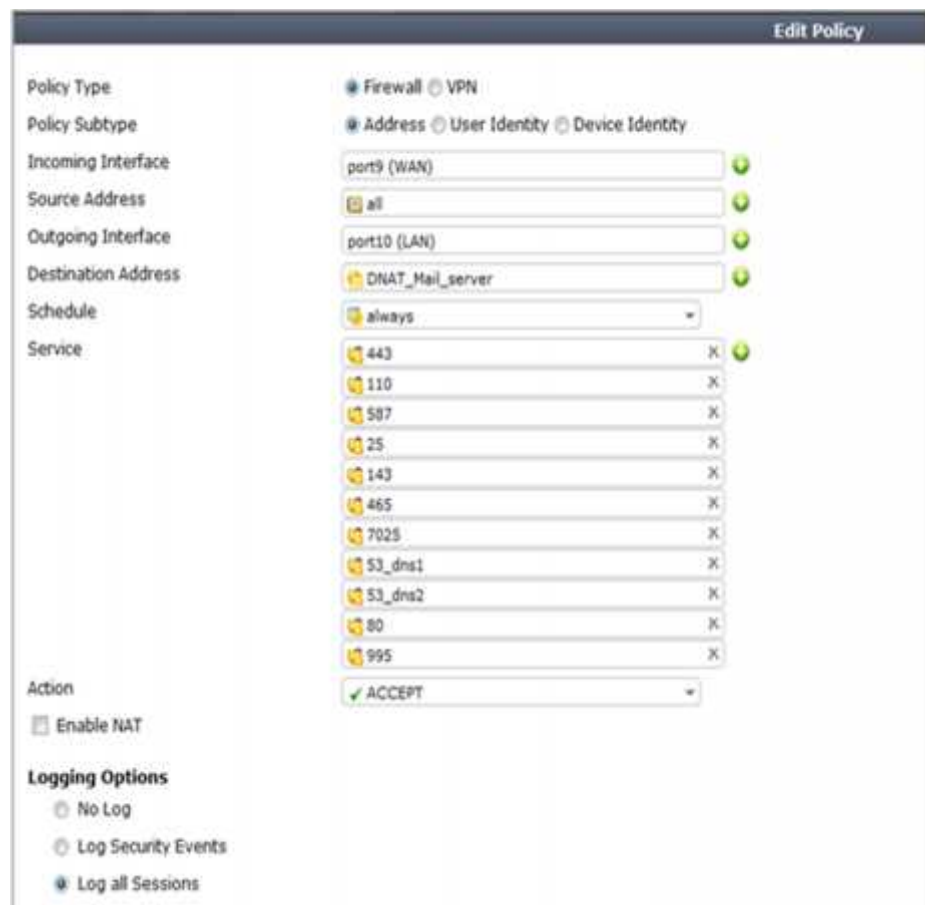 Edit Policy
Policy Type Firewall VPN
Policy Subtype Address User Identity Device Identity
Incoming Interface port9 (WAN)
Source Address all
Outgoing Interface port10 (LAN)
Destination Address DNAT_Mail_server
Schedule always
Service 443
110
587
25
143
465
7025
53_dns1
53_dns2
80
995
Action ACCEPT
Enable NAT
Logging Options
No Log
Log Security Events
Log all Sessions